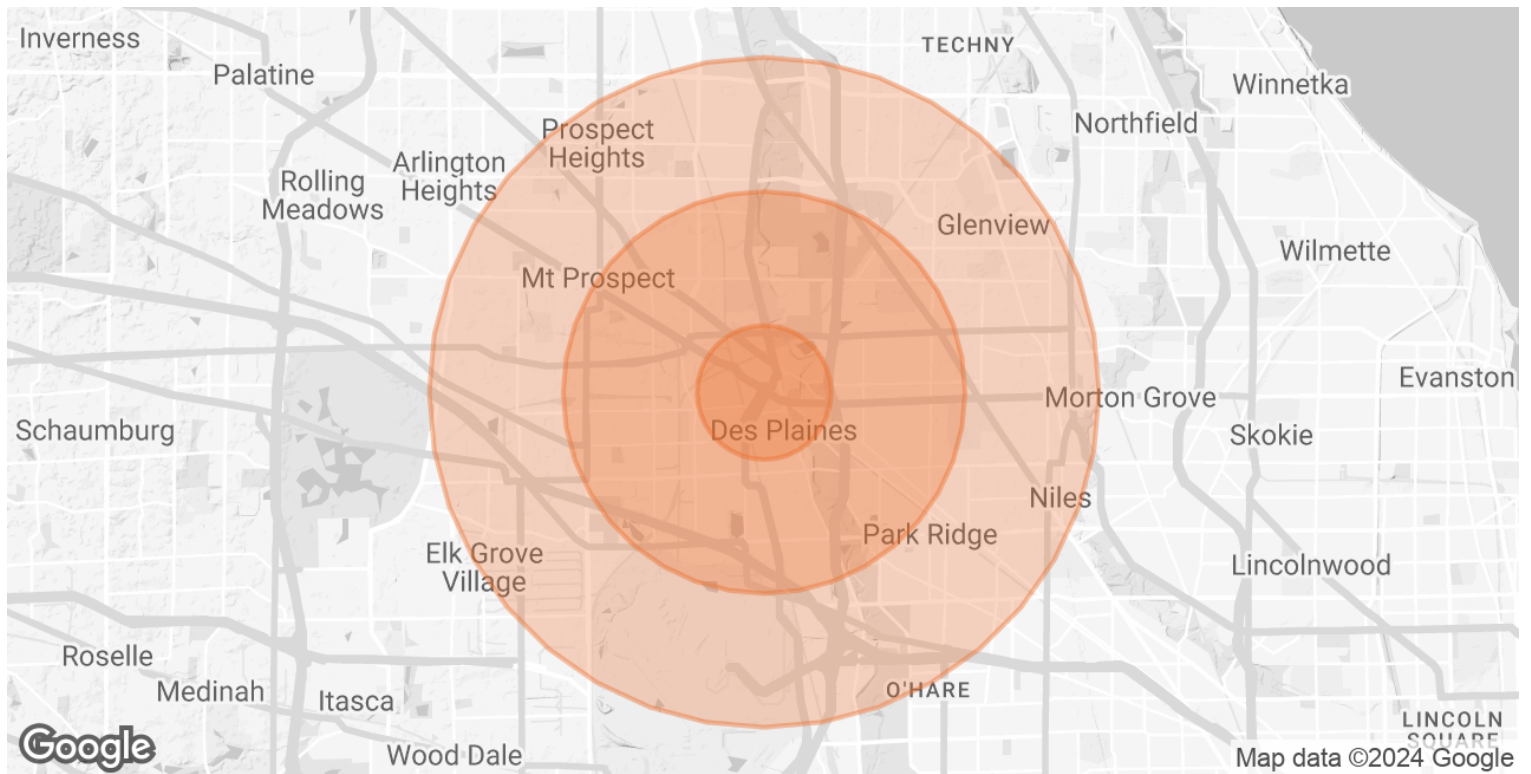 Inverness
TECHNY
Palatine
Winnetka
Northfield
Prospect
Heights
Arlington
Heights
Rolling
Meadows
Glenview
Wilmette
Mt Prospect
Evanston
Morton Grove
Des Plaines
Schaumburg
Skokie
Niles
Park Ridge
Elk Grove
Village
Lincolnwood
Roselle
Medinah
Itasca
O'HARE
LINCOLN
SQUARE
Google
Wood Dale
Map data ©2024 Google